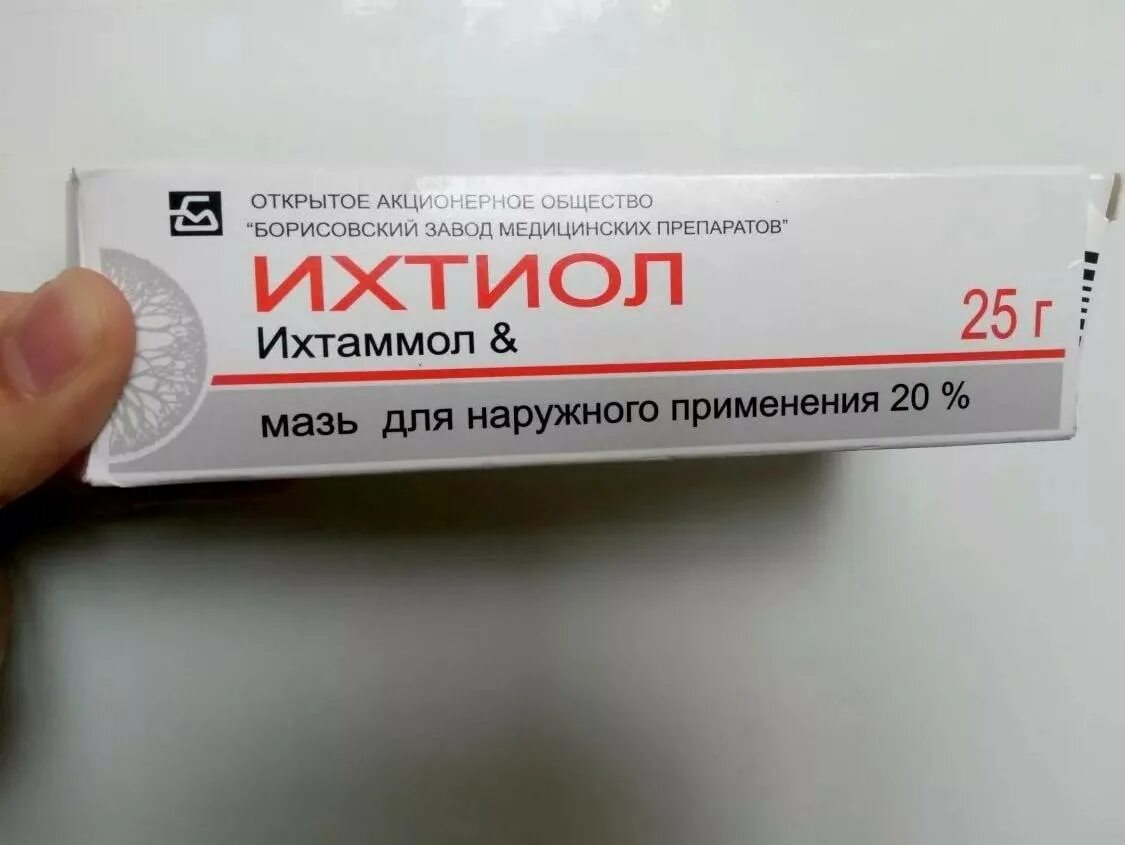 ОТКРЫТОЕ АКЦИОНЕРНОЕ ОБЩЕСТВО
"БОРИСОВСКИЙ ЗАВОД МЕДИЦИНСКИХ ПРЕПАРАТОВ"
ИХТИОЛ
25 г
Ихтаммол &
мазь для наружного применения 20 %